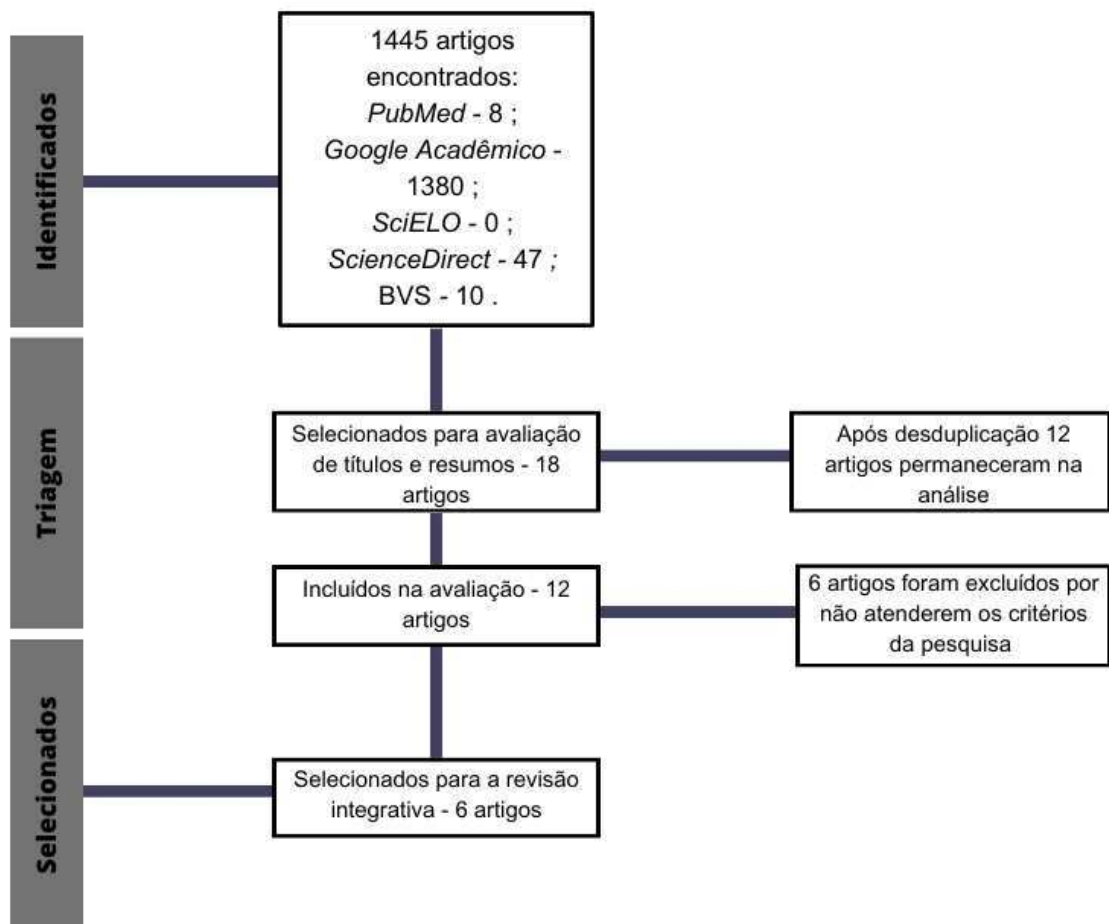 Identificados
1445 artigos
encontrados:
PubMed - 8 ;
Google Acadêmico -
1380 ;
SciELO - 0 ;
ScienceDirect - 47 ;
BVS - 10 .
Triagem
Selecionados para avaliação
de títulos e resumos - 18
artigos
Após desduplicação 12
artigos permaneceram na
análise
Incluídos na avaliação - 12
artigos
6 artigos foram excluídos por
não atenderem os critérios
da pesquisa
Selecionados
Selecionados para a revisão
integrativa - 6 artigos